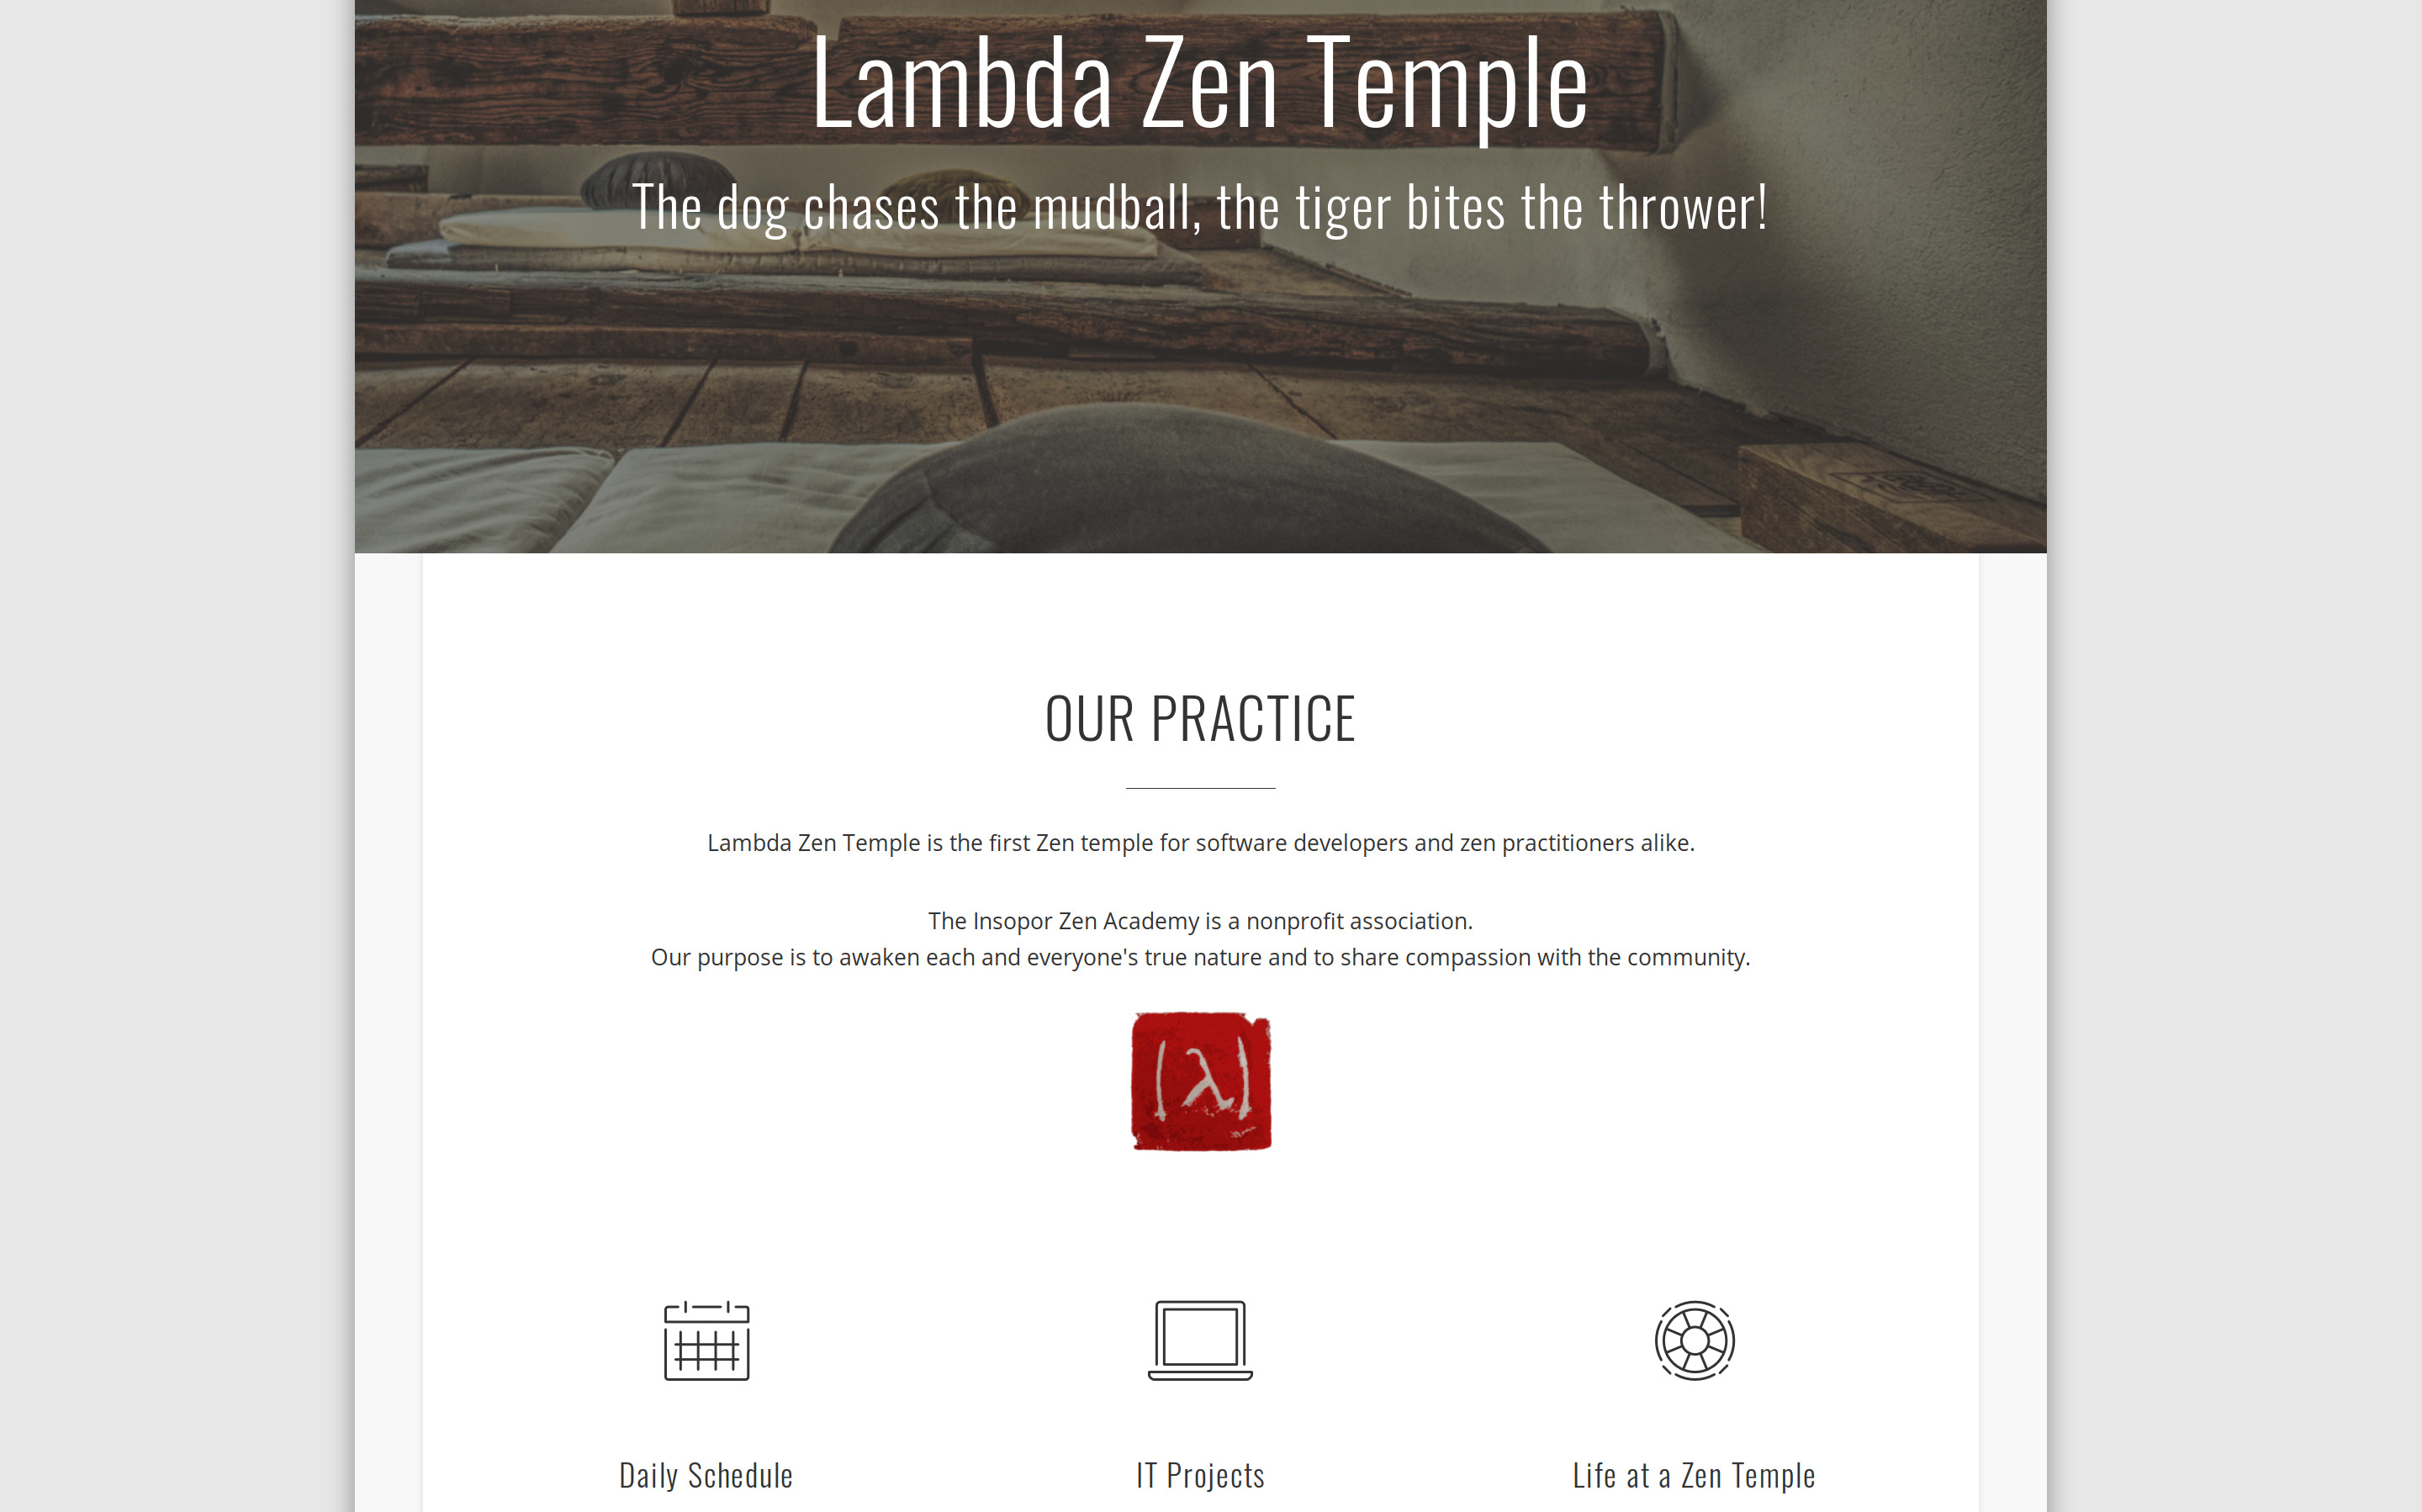 Lambda Zen Temple
The dog chases the mudball, the tiger bites the thrower!
OUR PRACTICE
Lambda Zen Temple is the first Zen temple for software developers and zen practitioners alike.
The Insopor Zen Academy is a nonprofit association.
Our purpose is to awaken each and everyone's true nature and to share compassion with the community.
|λ|
Daily Schedule
IT Projects
Life at a Zen Temple